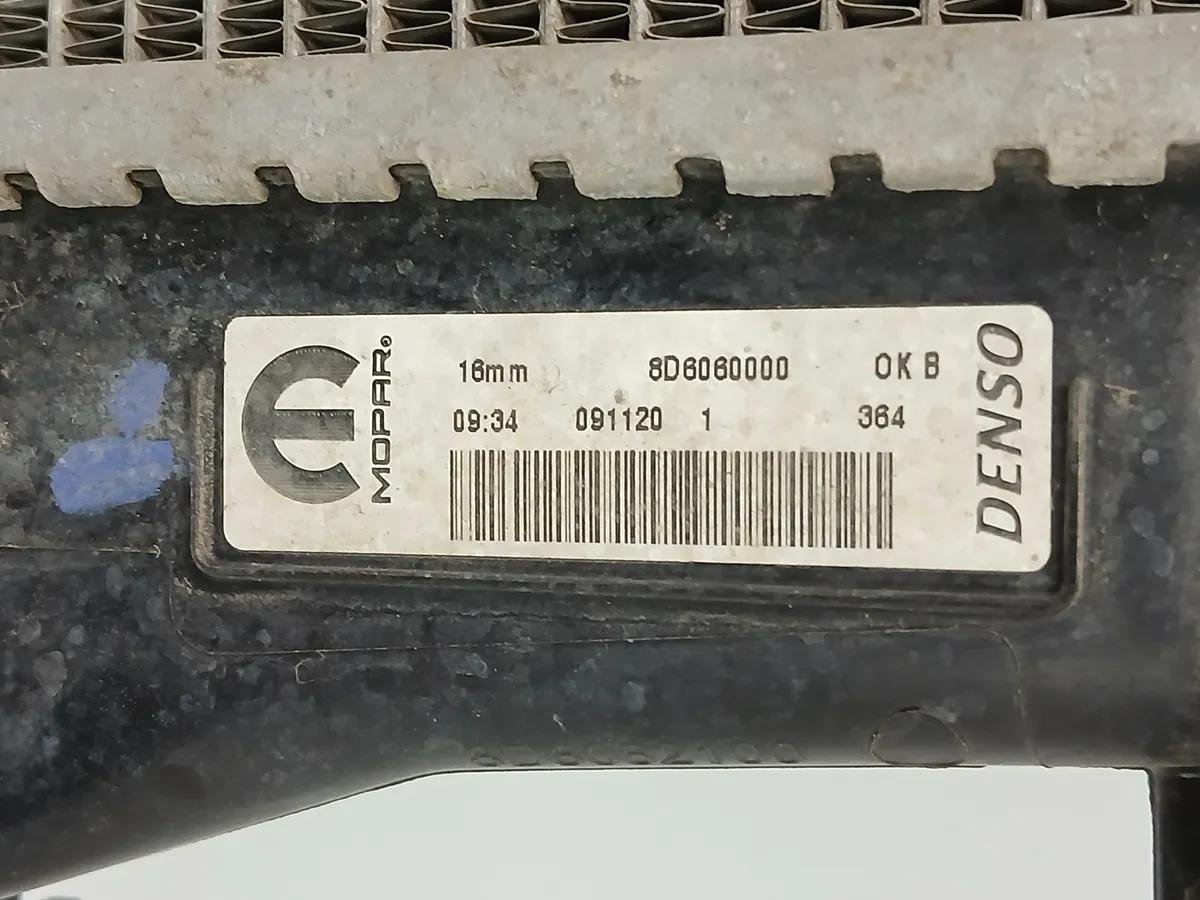 MOPAR®
16mm 8D6060000 OK B
09:34 091120 1 364
DENSO